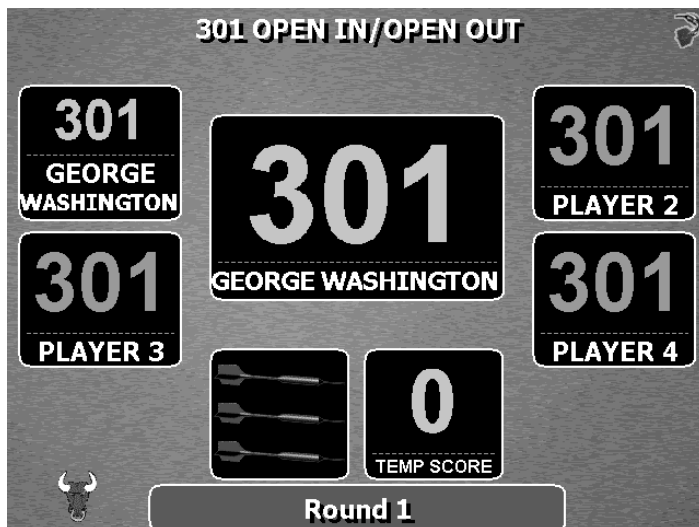 301 OPEN IN/OPEN OUT
301
GEORGE
WASHINGTON
301
GEORGE WASHINGTON
301
PLAYER 2
301
PLAYER 3
301
PLAYER 4
0
TEMP SCORE
Round 1